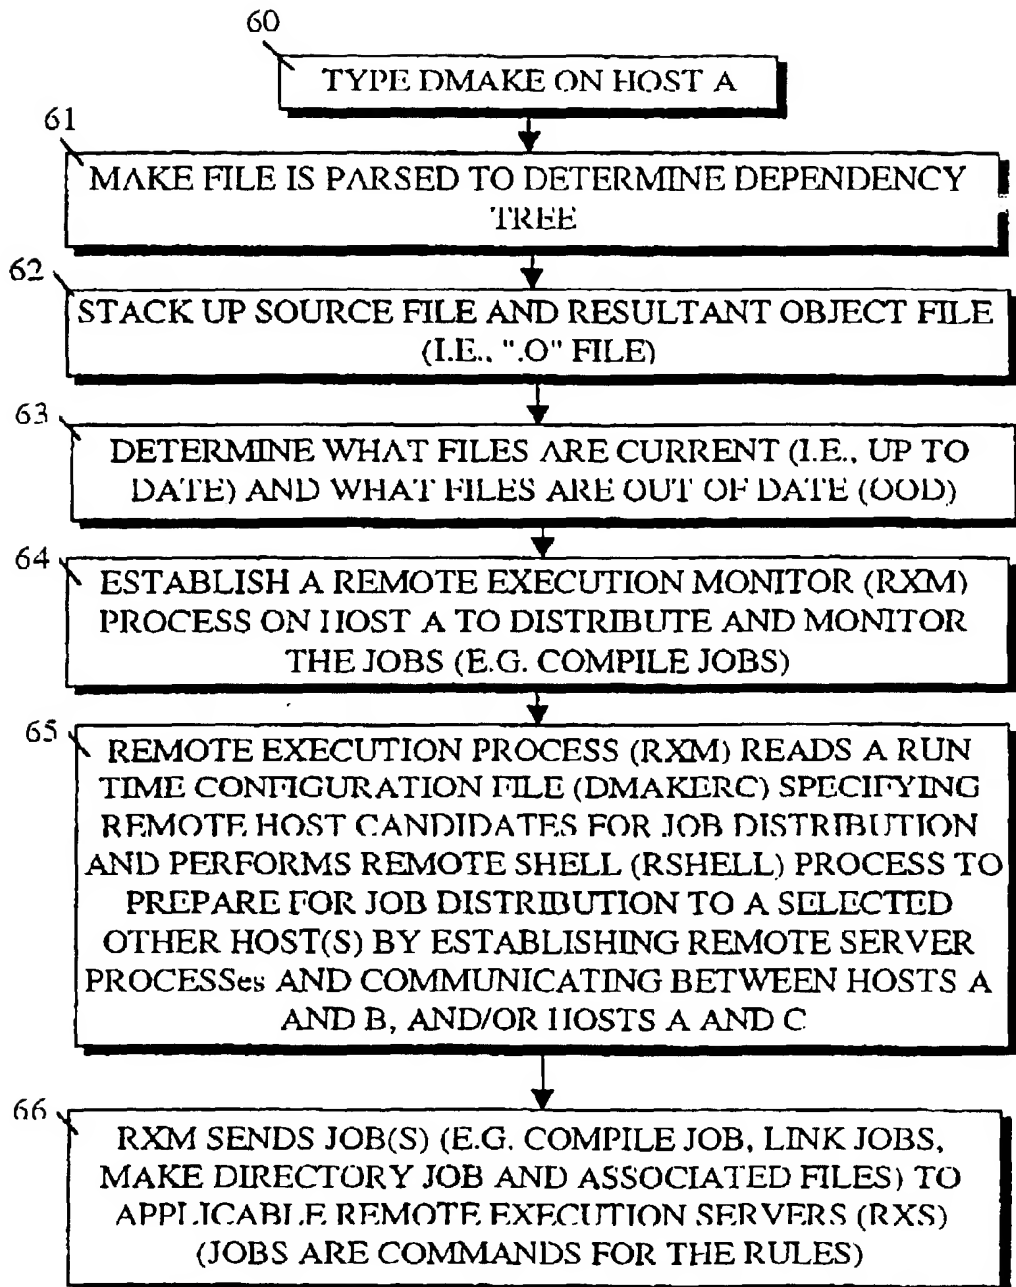 60
TYPE DMAKE ON HOST A
61
MAKE FILE IS PARSED TO DETERMINE DEPENDENCY
TREE
62
STACK UP SOURCE FILE AND RESULTANT OBJECT FILE
(I.E., ".O" FILE)
63
DETERMINE WHAT FILES ARE CURRENT (I.E., UP TO
DATE) AND WHAT FILES ARE OUT OF DATE (OOD)
64
ESTABLISH A REMOTE EXECUTION MONITOR (RXM)
PROCESS ON HOST A TO DISTRIBUTE AND MONITOR
THE JOBS (E.G. COMPILE JOBS)
65
REMOTE EXECUTION PROCESS (RXM) READS A RUN
TIME CONFIGURATION FILE (DMAKERC) SPECIFYING
REMOTE HOST CANDIDATES FOR JOB DISTRIBUTION
AND PERFORMS REMOTE SHELL (RSHELL) PROCESS TO
PREPARE FOR JOB DISTRIBUTION TO A SELECTED
OTHER HOST(S) BY ESTABLISHING REMOTE SERVER
PROCESSes AND COMMUNICATING BETWEEN HOSTS A
AND B, AND/OR HOSTS A AND C
66
RXM SENDS JOB(S) (E.G. COMPILE JOB, LINK JOBS,
MAKE DIRECTORY JOB AND ASSOCIATED FILES) TO
APPLICABLE REMOTE EXECUTION SERVERS (RXS)
(JOBS ARE COMMANDS FOR THE RULES)